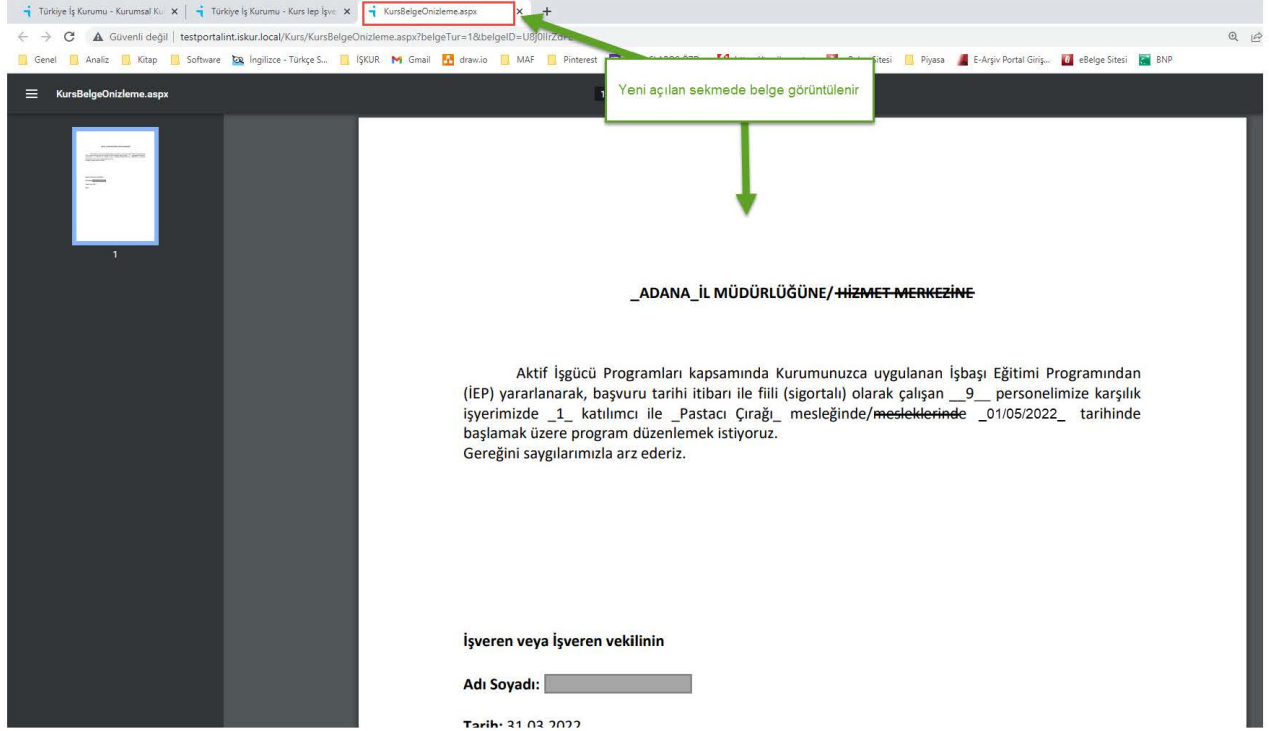 Türkiye İş Kurumu - Kurumsal Ku
Türkiye İş Kurumu - Kurs Iep İşve
KursBelgeOnizleme.aspx
Güvenli değil
testportalint.iskur.local/Kurs/KursBelgeOnizleme.aspx?belgeTur=1&belgeID=
Genel Analiz Kitap Software İngilizce - Türkçe S... İŞKUR Gmail draw.io MAF Pinterest Piyasa E-Arşiv Portal Giriş... eBelge Sitesi BNP
KursBelgeOnizleme.aspx
Yeni açılan sekmede belge görüntülenir
1
_ADANA_İL MÜDÜRLÜĞÜNE/ HİZMET MERKEZİNE
Aktif İşgücü Programları kapsamında Kurumunuzca uygulanan İşbaşı Eğitimi Programından
(İEP) yararlanarak, başvuru tarihi itibarı ile fiili (sigortalı) olarak çalışan __9__ personelimize karşılık
işyerimizde _1_ katılımcı ile _Pastacı Çırağı_ mesleğinde/mesleklerinde _01/05/2022_ tarihinde
başlamak üzere program düzenlemek istiyoruz.
Gereğini saygılarımızla arz ederiz.
İşveren veya İşveren vekilinin
Adı Soyadı:
Tarih: 31.03.2022